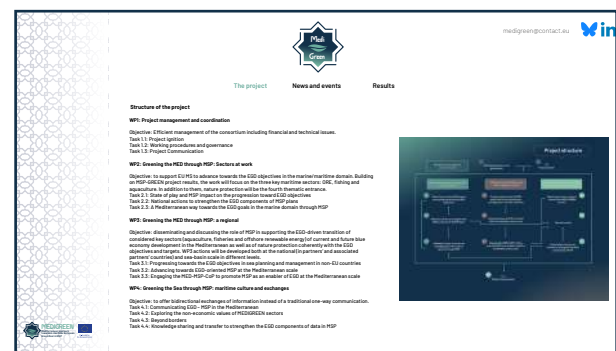 medigreen@contact.eu
in
Medi
Green
The project
News and events
Results
Structure of the project
WP1: Project management and coordination
Objective: Efficient management of the consortium including financial and technical issues.
Task 1.1: Project ignition
Task 1.2: Working procedures and governance
Task 1.3: Project Communication
WP2: Greening the MED through MSP: Sectors at work
Objective: to support EU MS to advance towards the EGD objectives in the marine/maritime domain. Building
on MSP-GREEN project results, the work will focus on the three key maritime sectors: ORE, fishing and
aquaculture. In addition to them, nature protection will be the fourth thematic entrance.
Task 2.1: State of play and MSP impact on the progression toward EGD objectives
Task 2.2: National actions to strengthen the EGD components of MSP plans
Task 2.3: A Mediterranean way towards the EGD goals in the marine domain through MSP
WP3: Greening the MED through MSP: a regional
Objective: disseminating and discussing the role of MSP in supporting the EGD-driven transition of
considered key sectors (aquaculture, fisheries and offshore renewable energy) of current and future blue
economy development in the Mediterranean as well as of nature protection coherently with the EGD
objectives and targets. WP3 actions will be developed both at the national (in partners' and associated
partners' countries) and sea-basin scale in different levels.
Task 3.1: Progressing towards the EGD objectives in sea planning and management in non-EU countries
Task 3.2: Advancing towards EGD-oriented MSP at the Mediterranean scale
Task 3.3: Engaging the MED-MSP-CoP to promote MSP as an enabler of EGD at the Mediterranean scale
WP4: Greening the Sea through MSP: maritime culture and exchanges
Objective: to offer bidirectional exchanges of information instead of a traditional one-way communication.
Task 4.1: Communicating EGD - MSP in the Mediterranean
Task 4.2: Exploring the non-economic values of MEDIGREEN sectors
Task 4.3: Beyond borders
Task 4.4: Knowledge sharing and transfer to strengthen the EGD components of data in MSP
Project structure
MEDIGREEN